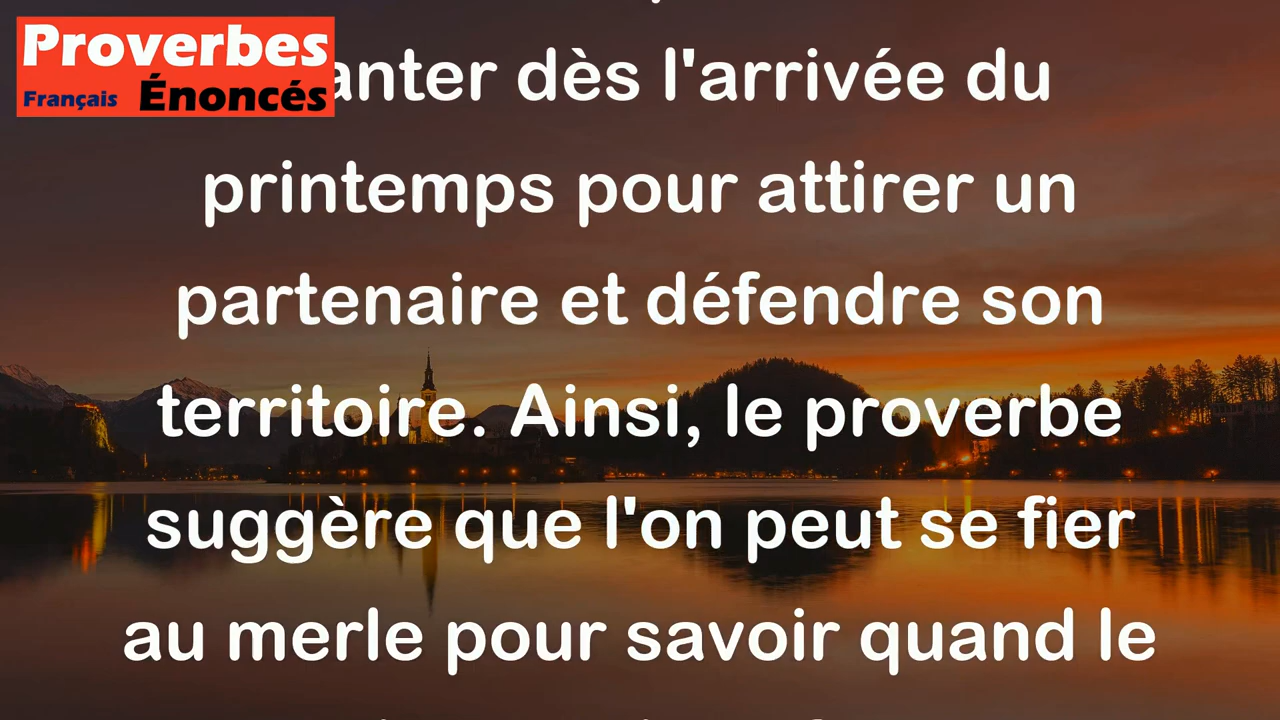 Proverbes
Français Énoncés
anter dès l'arrivée du
printemps pour attirer un
partenaire et défendre son
territoire. Ainsi, le proverbe
suggère que l'on peut se fier
au merle pour savoir quand le